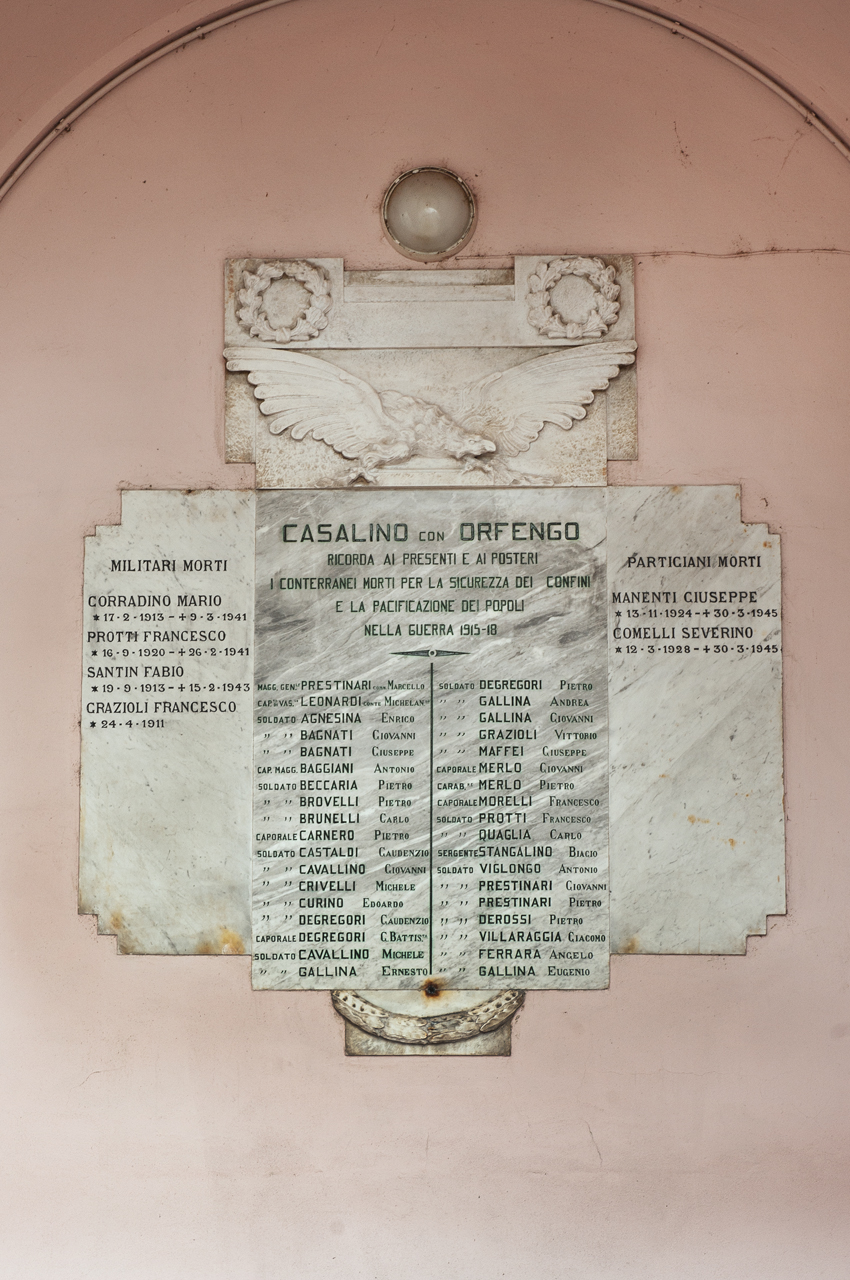 CASALINO CON ORFENGO
RICORDA AI PRESENTI E AI POSTERI
I CONTERRANEI MORTI PER LA SICUREZZA DEI CONFINI
E LA PACIFICAZIONE DEI POPOLI
NELLA GUERRA 1915-18
MILITARI MORTI
CORRADINO MARIO
* 17·2·1913 - + 9·3·1941
PROTTI FRANCESCO
* 16·9·1920 - + 26·2·1941
SANTIN FABIO
* 19·9·1913 - + 15·2·1943
GRAZIOLI FRANCESCO
* 24·4·1911
MAGG. GEN. PRESTINARI MARCELLO
LEONARDI CONTE MICHELAN
SOLDATO AGNESINA ENRICO
" " BAGNATI GIOVANNI
" " BAGNATI GIUSEPPE
CAP. MAGG. BAGGIANI ANTONIO
SOLDATO BECCARIA PIETRO
" " BROVELLI PIETRO
" " BRUNELLI CARLO
CAPORALE CARNERO PIETRO
SOLDATO CASTALDI GAUDENZIO
" " CAVALLINO GIOVANNI
" " CRIVELLI MICHELE
" " CURINO EDOARDO
" " DEGREGORI GAUDENZIO
CAPORALE DEGREGORI G. BATTIS.
SOLDATO CAVALLINO MICHELE
" " GALLINA ERNESTO
SOLDATO DEGREGORI PIETRO
" " GALLINA ANDREA
" " GALLINA GIOVANNI
" " GRAZIOLI VITTORIO
" " MAFFEI GIUSEPPE
CAPORALE MERLO GIOVANNI
CARAB. MERLO PIETRO
CAPORALE MORELLI FRANCESCO
SOLDATO PROTTI FRANCESCO
" " QUAGLIA CARLO
SERGENTE STANGALINO BIAGIO
SOLDATO VIGLONGO ANTONIO
" " PRESTINARI GIOVANNI
" " PRESTINARI PIETRO
" " DEROSSI PIETRO
" " VILLARAGGIA GIACOMO
" " FERRARA ANGELO
" " GALLINA EUGENIO
PARTIGIANI MORTI
MANENTI GIUSEPPE
* 13·11·1924 - + 30·3·1945
COMELLI SEVERINO
* 12·3·1928 - + 30·3·1945